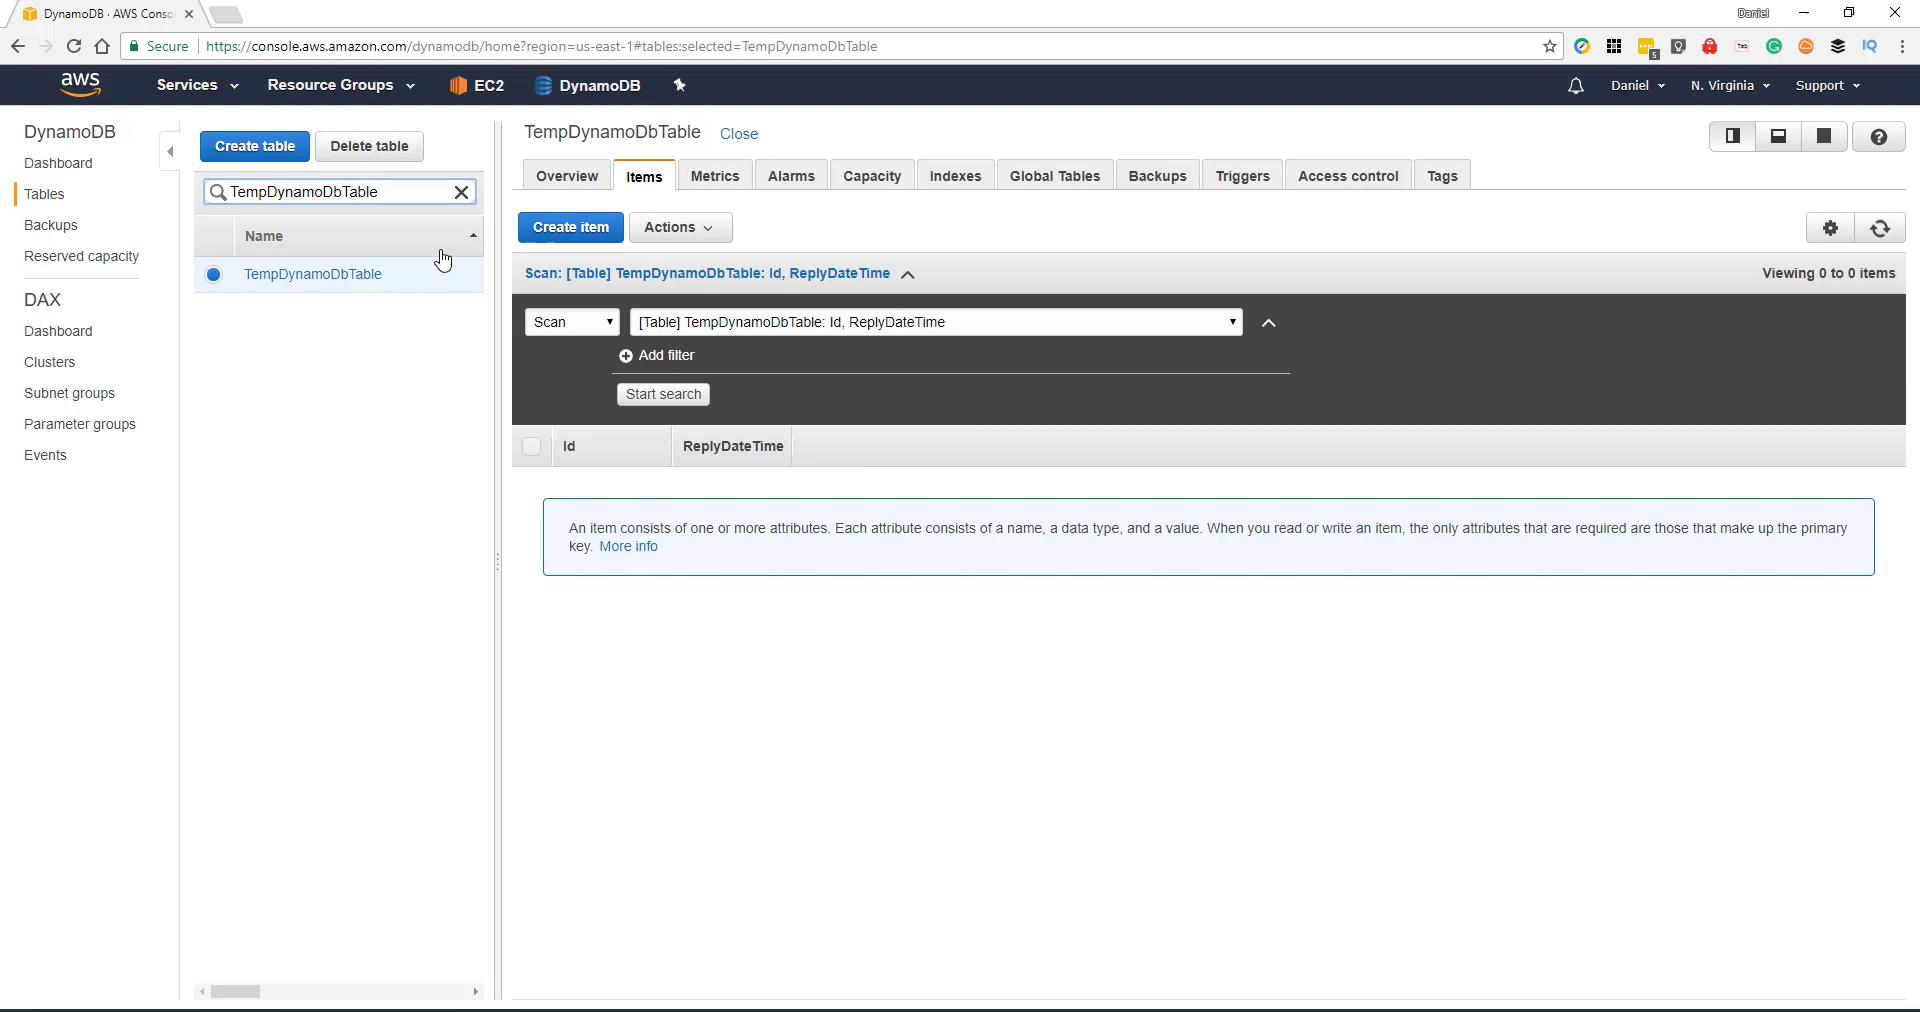 DynamoDB · AWS Conso
Daniel
Secure
https://console.aws.amazon.com/dynamodb/home?region=us-east-1#tables:selected=TempDynamoDbTable
5
Tab
IQ
aws
Services
Resource Groups
EC2
DynamoDB
Daniel
N. Virginia
Support
DynamoDB
Dashboard
Tables
Backups
Reserved capacity
DAX
Dashboard
Clusters
Subnet groups
Parameter groups
Events
Create table
Delete table
TempDynamoDbTable
Name
TempDynamoDbTable
TempDynamoDbTable Close
Overview
Items
Metrics
Alarms
Capacity
Indexes
Global Tables
Backups
Triggers
Access control
Tags
Create item
Actions
Scan: [Table] TempDynamoDbTable: Id, ReplyDateTime
Viewing 0 to 0 items
Scan
[Table] TempDynamoDbTable: Id, ReplyDateTime
Add filter
Start search
Id
ReplyDateTime
An item consists of one or more attributes. Each attribute consists of a name, a data type, and a value. When you read or write an item, the only attributes that are required are those that make up the primary
key. More info